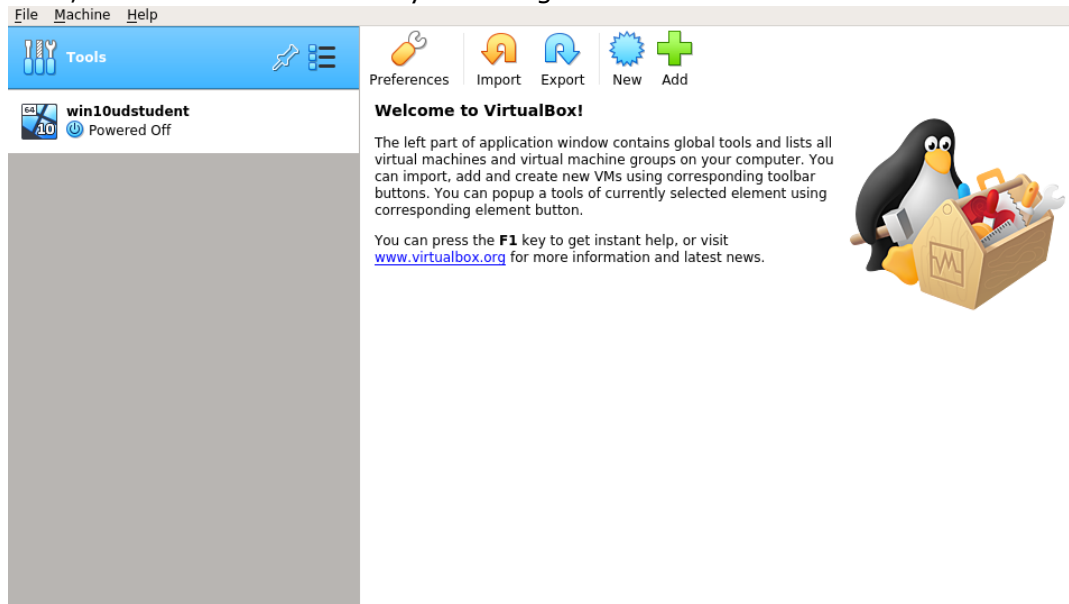 File Machine Help
Tools
Preferences Import Export New Add
64
10
win10udstudent
Powered Off
Welcome to VirtualBox!
The left part of application window contains global tools and lists all
virtual machines and virtual machine groups on your computer. You
can import, add and create new VMs using corresponding toolbar
buttons. You can popup a tools of currently selected element using
corresponding element button.
You can press the F1 key to get instant help, or visit
www.virtualbox.org for more information and latest news.